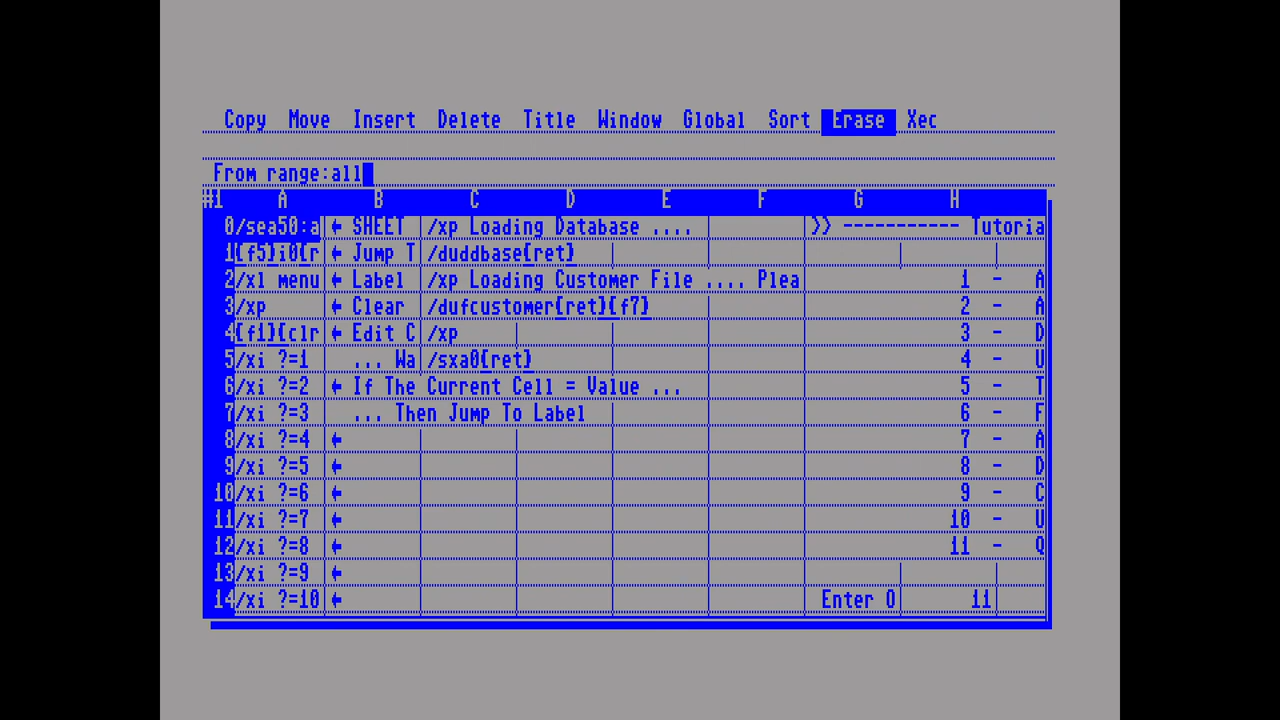 Copy Move Insert Delete Title Window Global Sort Erase Xec
From range:all
#1 A B C D E F G H
0/sea50:a ← SHEET /xp Loading Database .... >> ----------- Tutoria
1{f5}i0{r ← Jump T /duddbase{ret}
2/xl menu ← Label /xp Loading Customer File .... Plea 1 - A
3/xp ← Clear /dufcustomer{ret}{f7} 2 - A
4{f1}{clr ← Edit C /xp 3 - D
5/xi ?=1 ... Wa /sxa0{ret} 4 - U
6/xi ?=2 ← If The Current Cell = Value ... 5 - T
7/xi ?=3 ... Then Jump To Label 6 - F
8/xi ?=4 ← 7 - A
9/xi ?=5 ← 8 - D
10/xi ?=6 ← 9 - C
11/xi ?=7 ← 10 - U
12/xi ?=8 ← 11 - Q
13/xi ?=9 ←
14/xi ?=10 ← Enter O 11